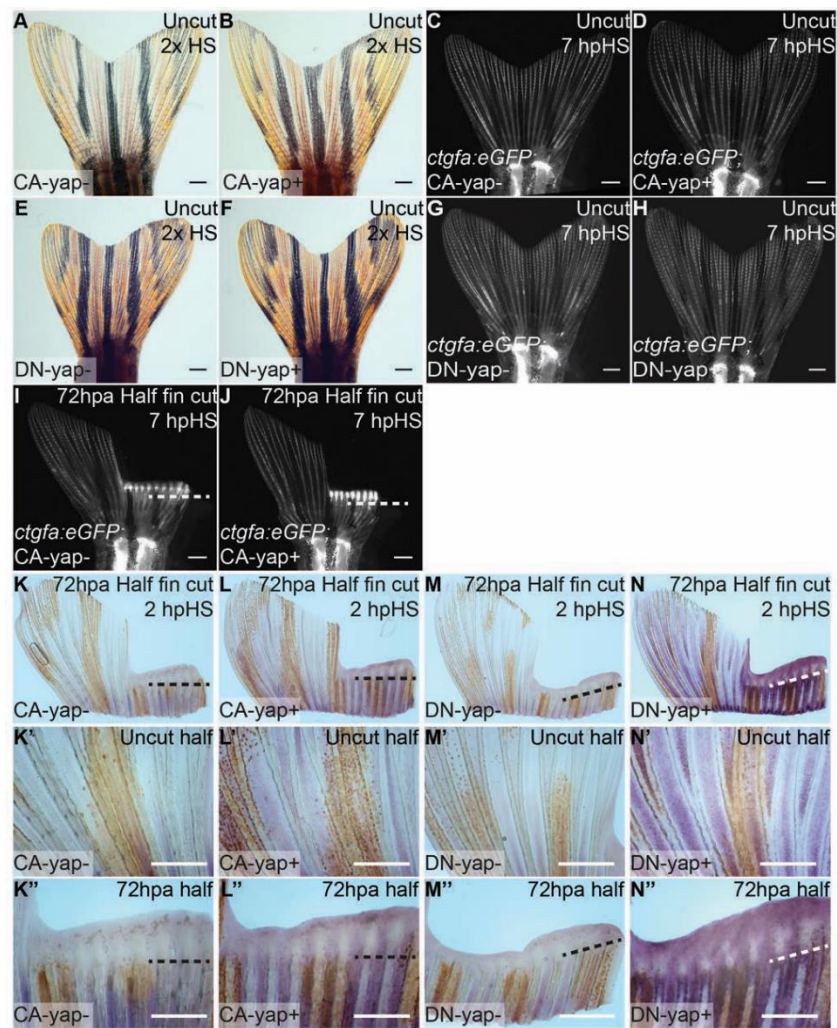 A Uncut
2x HS
CA-yap-
B Uncut
2x HS
CA-yap+
C Uncut
7 hpHS
ctgfa:eGFP;
CA-yap-
D Uncut
7 hpHS
ctgfa:eGFP;
CA-yap+
E Uncut
2x HS
DN-yap-
F Uncut
2x HS
DN-yap+
G Uncut
7 hpHS
ctgfa:eGFP;
DN-yap-
H Uncut
7 hpHS
ctgfa:eGFP;
DN-yap+
I 72hpa Half fin cut
7 hpHS
ctgfa:eGFP;
CA-yap-
J 72hpa Half fin cut
7 hpHS
ctgfa:eGFP;
CA-yap+
K 72hpa Half fin cut
2 hpHS
CA-yap-
L 72hpa Half fin cut
2 hpHS
CA-yap+
M 72hpa Half fin cut
2 hpHS
DN-yap-
N 72hpa Half fin cut
2 hpHS
DN-yap+
K' Uncut half
CA-yap-
L' Uncut half
CA-yap+
M' Uncut half
DN-yap-
N' Uncut half
DN-yap+
K" 72hpa half
CA-yap-
L" 72hpa half
CA-yap+
M" 72hpa half
DN-yap-
N" 72hpa half
DN-yap+